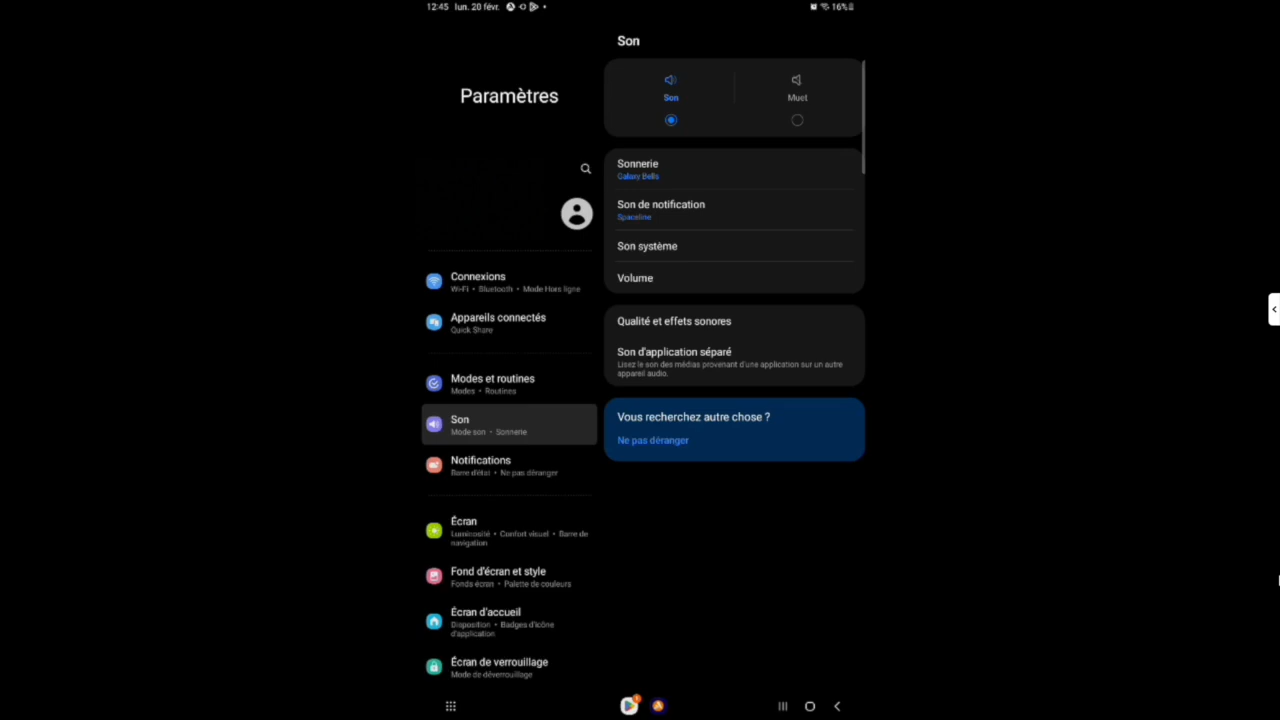 12:45 lun. 20 févr.
16%
Paramètres
Connexions
Wi-Fi • Bluetooth • Mode Hors ligne
Appareils connectés
Quick Share
Modes et routines
Modes • Routines
Son
Mode son • Sonnerie
Notifications
Barre d'état • Ne pas déranger
Écran
Luminosité • Confort visuel • Barre de
navigation
Fond d'écran et style
Fonds écran • Palette de couleurs
Écran d'accueil
Disposition • Badges d'icône
d'application
Écran de verrouillage
Mode de déverrouillage
Son
Son
Muet
Sonnerie
Galaxy Bells
Son de notification
Spaceline
Son système
Volume
Qualité et effets sonores
Son d'application séparé
Lisez le son des médias provenant d'une application sur un autre
appareil audio.
Vous recherchez autre chose ?
Ne pas déranger